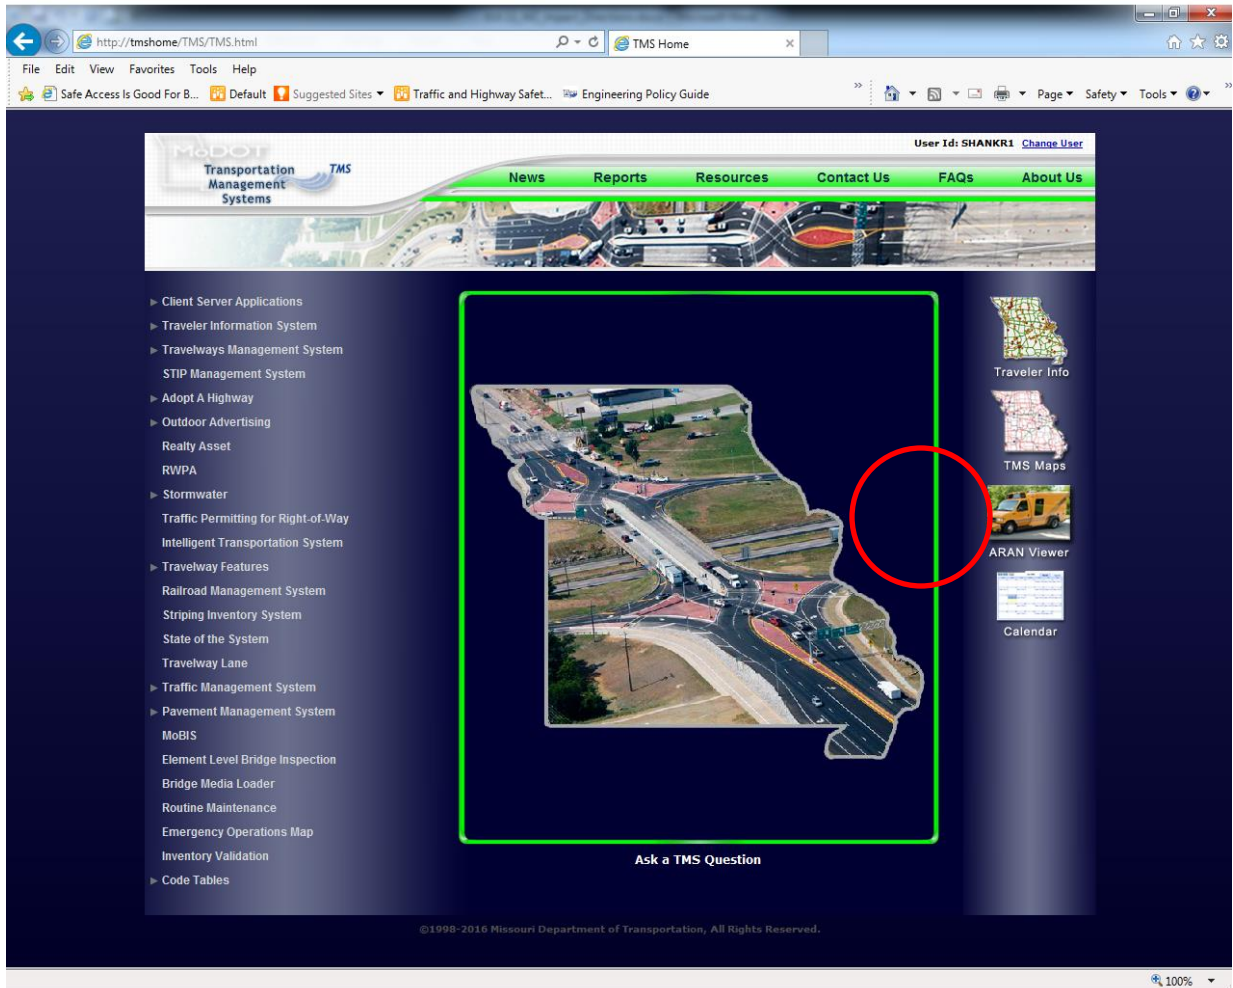 http://tmshome/TMS/TMS.html
TMS Home
File Edit View Favorites Tools Help
Safe Access Is Good For B... Default Suggested Sites Traffic and Highway Safet... Engineering Policy Guide
Page Safety Tools
User Id: SHANKR1 Change User
MoDOT
Transportation
Management
Systems
TMS
News Reports Resources Contact Us FAQs About Us
Client Server Applications
Traveler Information System
Travelways Management System
STIP Management System
Adopt A Highway
Outdoor Advertising
Realty Asset
RWPA
Stormwater
Traffic Permitting for Right-of-Way
Intelligent Transportation System
Travelway Features
Railroad Management System
Striping Inventory System
State of the System
Travelway Lane
Traffic Management System
Pavement Management System
MoBIS
Element Level Bridge Inspection
Bridge Media Loader
Routine Maintenance
Emergency Operations Map
Inventory Validation
Code Tables
Ask a TMS Question
Traveler Info
TMS Maps
ARAN Viewer
Calendar
©1998-2016 Missouri Department of Transportation, All Rights Reserved.
100%